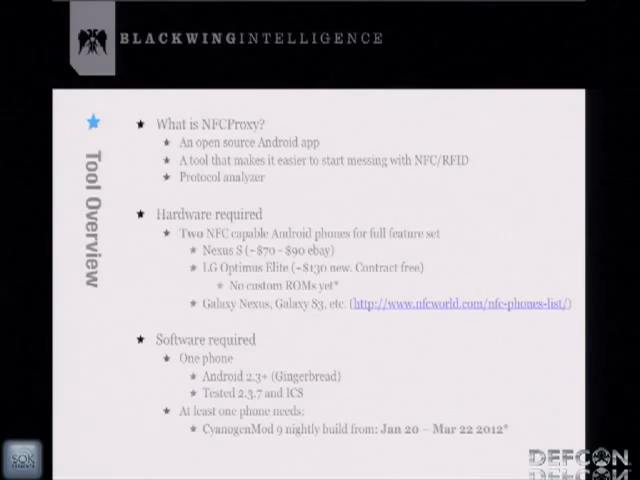 BLACKWINGINTELLIGENCE
Tool Overview
What is NFCProxy?
An open source Android app
A tool that makes it easier to start messing with NFC/RFID
Protocol analyzer
Hardware required
Two NFC capable Android phones for full feature set
Nexus S (~$70 - $90 ebay)
LG Optimus Elite (~$130 new. Contract free)
No custom ROMs yet*
Galaxy Nexus, Galaxy S3, etc. (http://www.nfcworld.com/nfc-phones-list/)
Software required
One phone
Android 2.3+ (Gingerbread)
Tested 2.3.7 and ICS
At least one phone needs:
CyanogenMod 9 nightly build from: Jan 20 – Mar 22 2012*
SOK
DEFCON